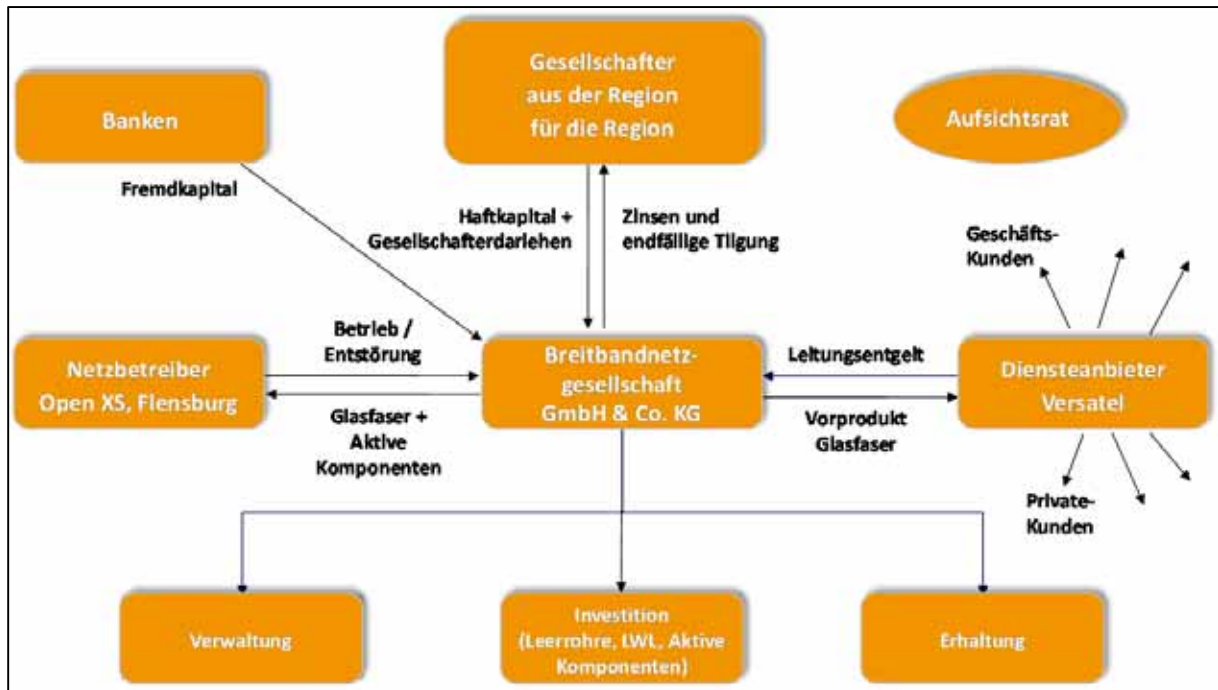 Gesellschafter
aus der Region
für die Region
Banken
Aufsichtsrat
Fremdkapital
Haftkapital +
Gesellschafterdarlehen
Zinsen und
endfällige Tilgung
Geschäfts-
Kunden
Netzbetreiber
Open XS, Flensburg
Betrieb /
Entstörung
Glasfaser +
Aktive
Komponenten
Breitbandnetz-
gesellschaft
GmbH & Co. KG
Leitungsentgelt
Vorprodukt
Glasfaser
Diensteanbieter
Versatel
Private-
Kunden
Verwaltung
Investition
(Leerrohre, LWL, Aktive
Komponenten)
Erhaltung